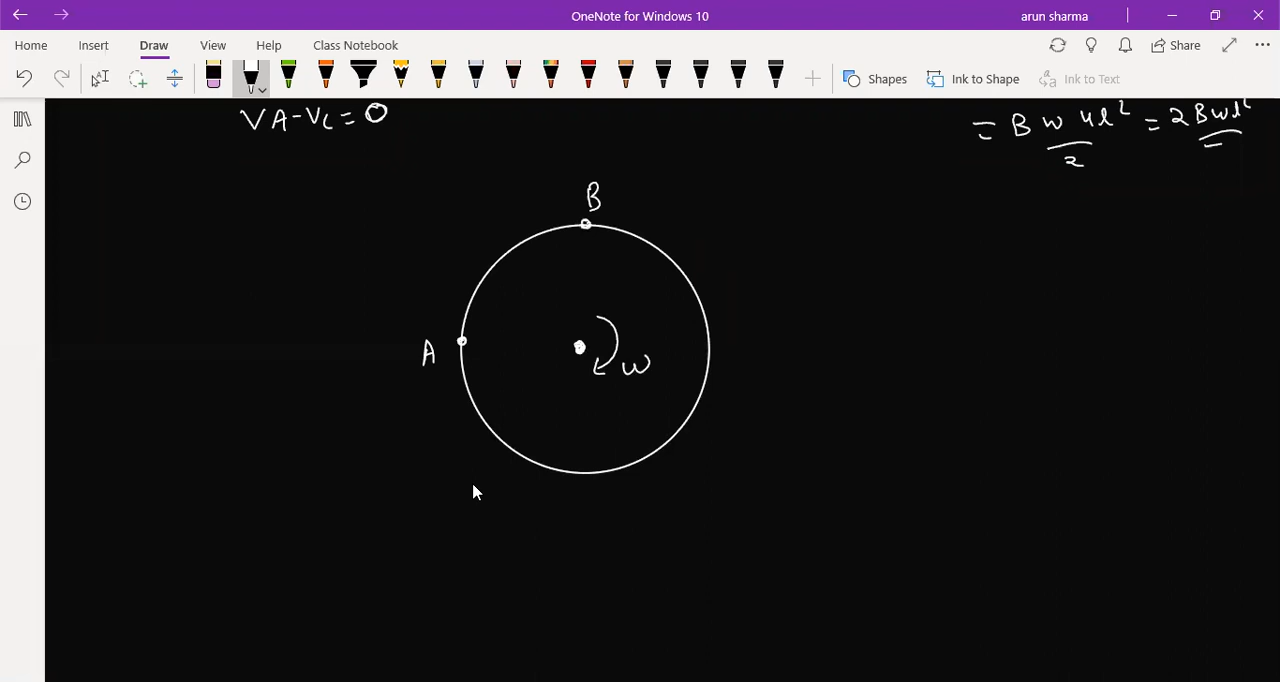 OneNote for Windows 10
arun sharma
Home Insert Draw View Help Class Notebook
Share
Shapes Ink to Shape Ink to Text
VA-VC=0
= B w 4l² = 2Bwl²
2
B
A
w